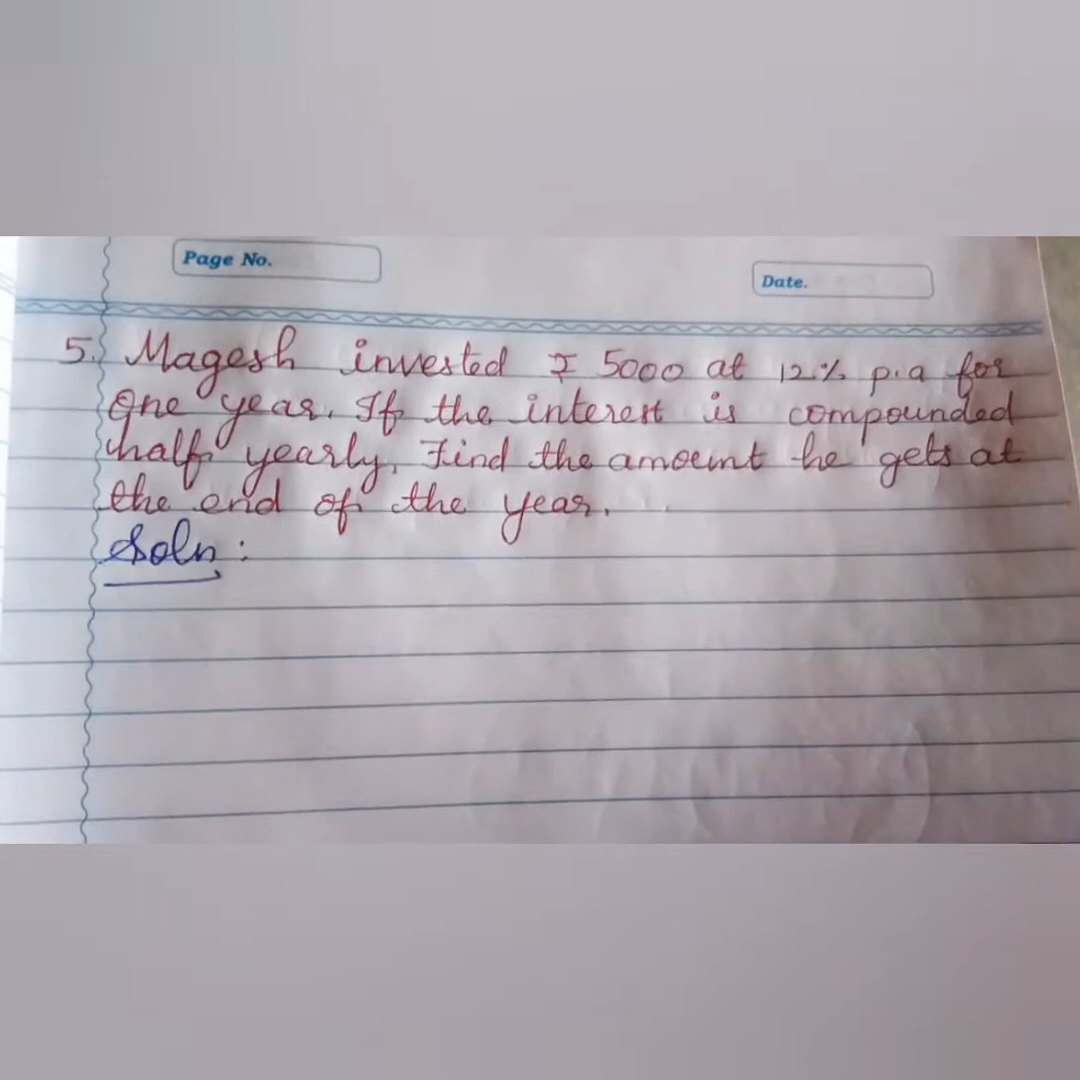 Page No.
Date.
5. Magesh invested ₹ 5000 at 12% p.a for
One year. If the interest is compounded
half yearly, Find the amount he gets at
the end of the year.
Soln :